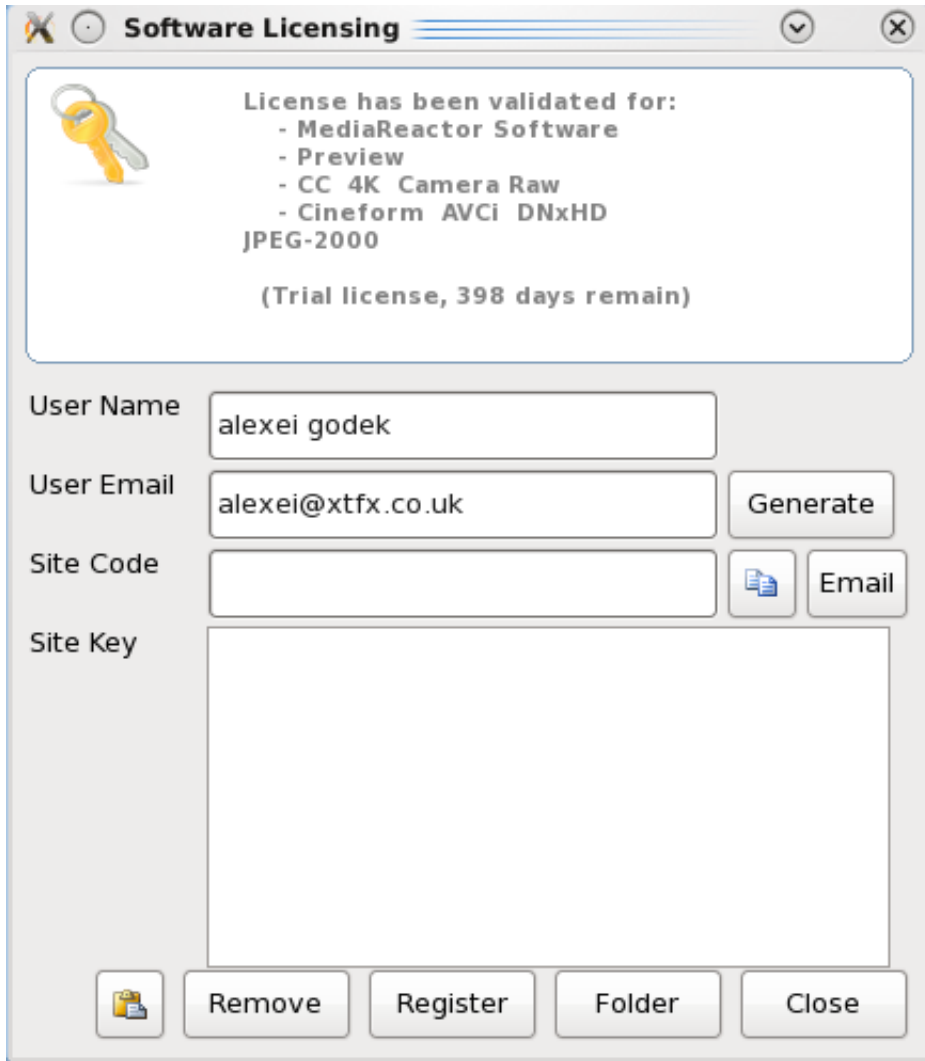 Software Licensing
License has been validated for:
- MediaReactor Software
- Preview
- CC 4K Camera Raw
- Cineform AVCi DNxHD
JPEG-2000
(Trial license, 398 days remain)
User Name
alexei godek
User Email
alexei@xtfx.co.uk
Generate
Site Code
Email
Site Key
Remove
Register
Folder
Close